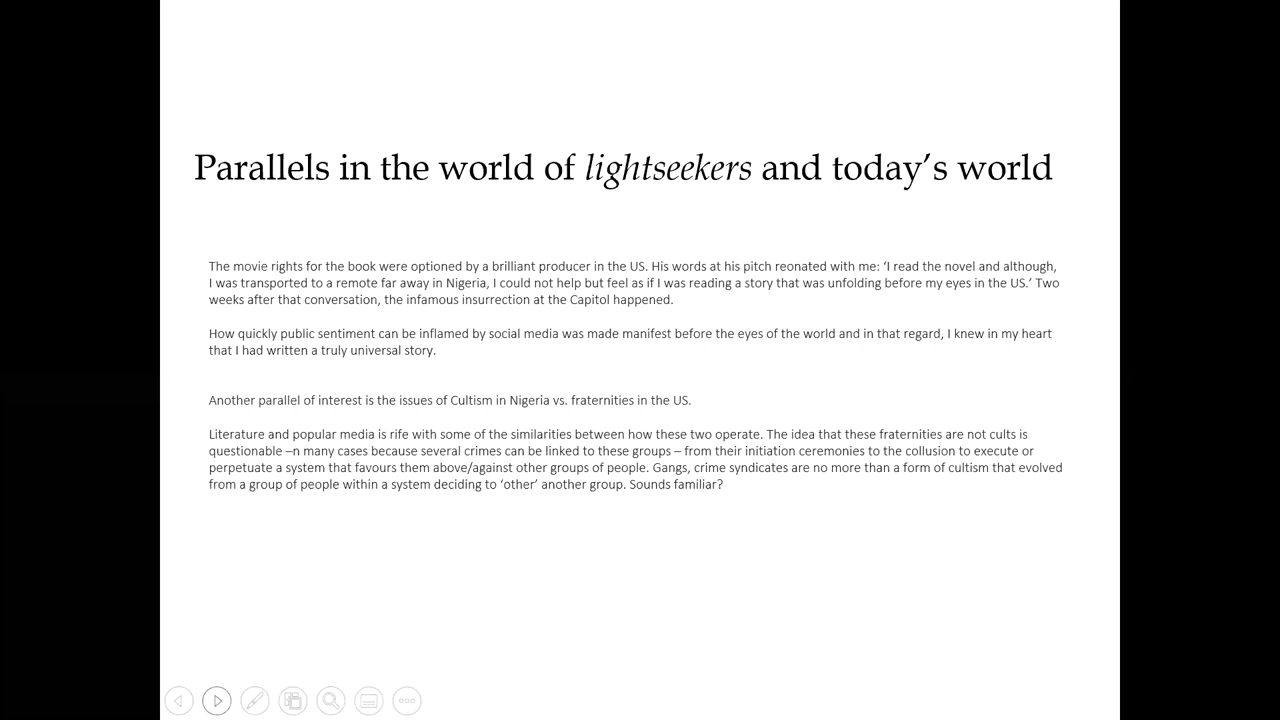 Parallels in the world of lightseekers and today’s world
The movie rights for the book were optioned by a brilliant producer in the US. His words at his pitch reonated with me: ‘I read the novel and although,
I was transported to a remote far away in Nigeria, I could not help but feel as if I was reading a story that was unfolding before my eyes in the US.’ Two
weeks after that conversation, the infamous insurrection at the Capitol happened.
How quickly public sentiment can be inflamed by social media was made manifest before the eyes of the world and in that regard, I knew in my heart
that I had written a truly universal story.
Another parallel of interest is the issues of Cultism in Nigeria vs. fraternities in the US.
Literature and popular media is rife with some of the similarities between how these two operate. The idea that these fraternities are not cults is
questionable –n many cases because several crimes can be linked to these groups – from their initiation ceremonies to the collusion to execute or
perpetuate a system that favours them above/against other groups of people. Gangs, crime syndicates are no more than a form of cultism that evolved
from a group of people within a system deciding to ‘other’ another group. Sounds familiar?